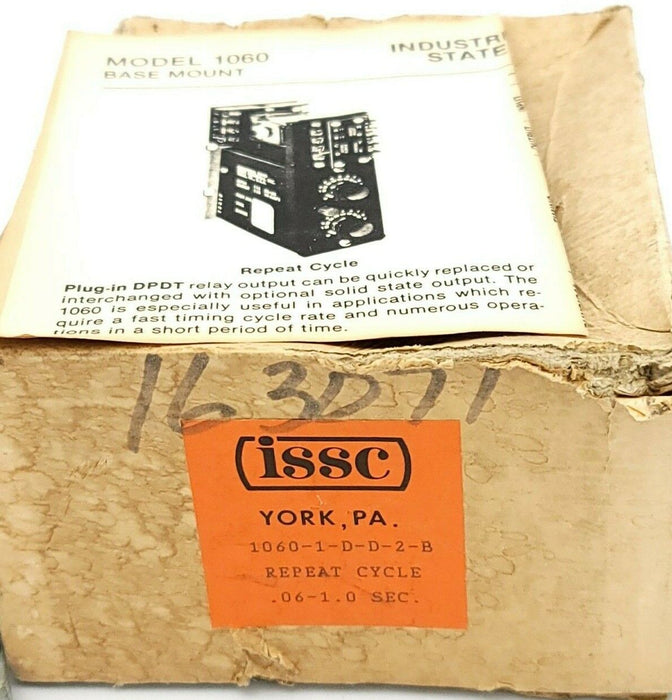 MODEL 1060
BASE MOUNT
INDUSTR
STATE
Repeat Cycle
Plug-in DPDT relay output can be quickly replaced or
interchanged with optional solid state output. The
1060 is especially useful in applications which re-
quire a fast timing cycle rate and numerous opera-
tions in a short period of time.
163D71
issc
YORK, PA.
1060-1-D-D-2-B
REPEAT CYCLE
.06-1.0 SEC.